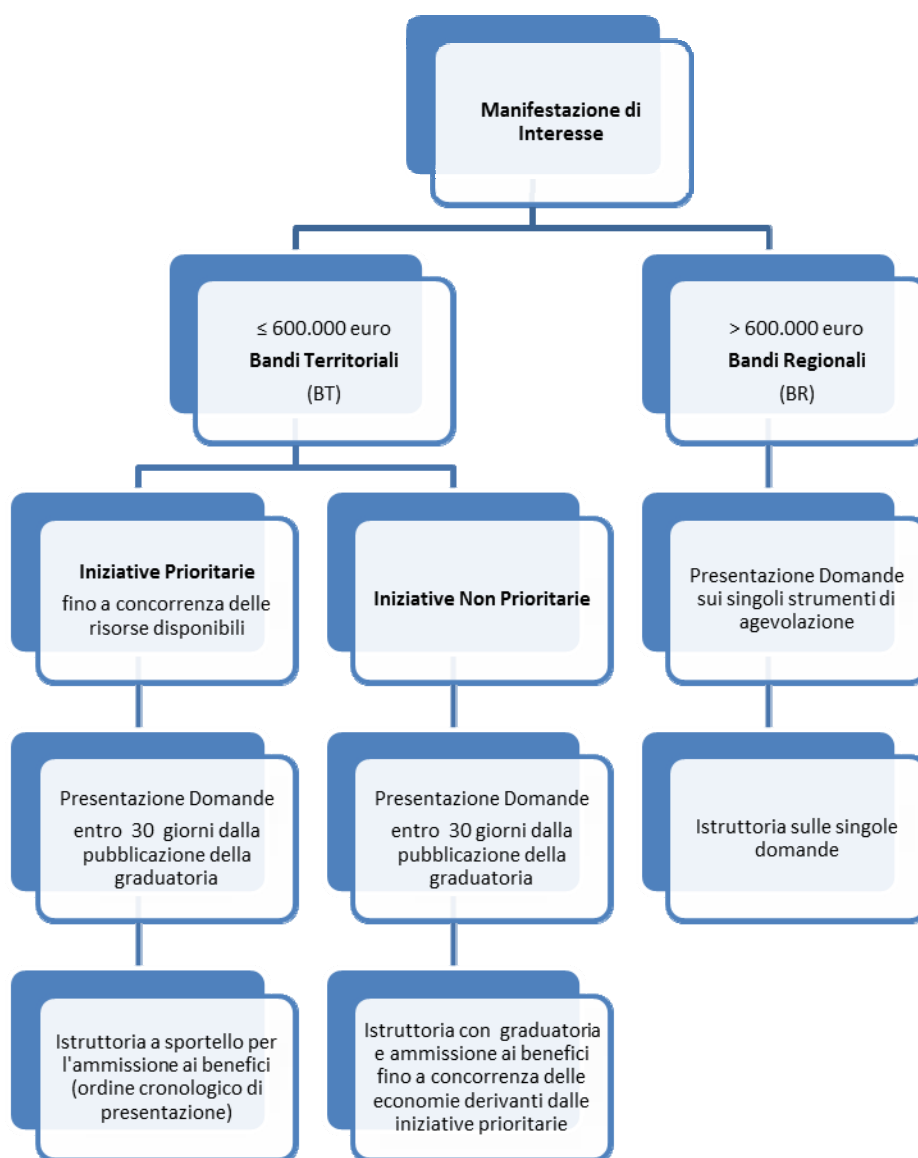 Manifestazione di
Interesse
≤ 600.000 euro
Bandi Territoriali
(BT)
> 600.000 euro
Bandi Regionali
(BR)
Iniziative Prioritarie
fino a concorrenza delle
risorse disponibili
Iniziative Non Prioritarie
Presentazione Domande
sui singoli strumenti di
agevolazione
Presentazione Domande
entro 30 giorni dalla
pubblicazione della
graduatoria
Presentazione Domande
entro 30 giorni dalla
pubblicazione della
graduatoria
Istruttoria sulle singole
domande
Istruttoria a sportello per
l'ammissione ai benefici
(ordine cronologico di
presentazione)
Istruttoria con graduatoria
e ammissione ai benefici
fino a concorrenza delle
economie derivanti dalle
iniziative prioritarie